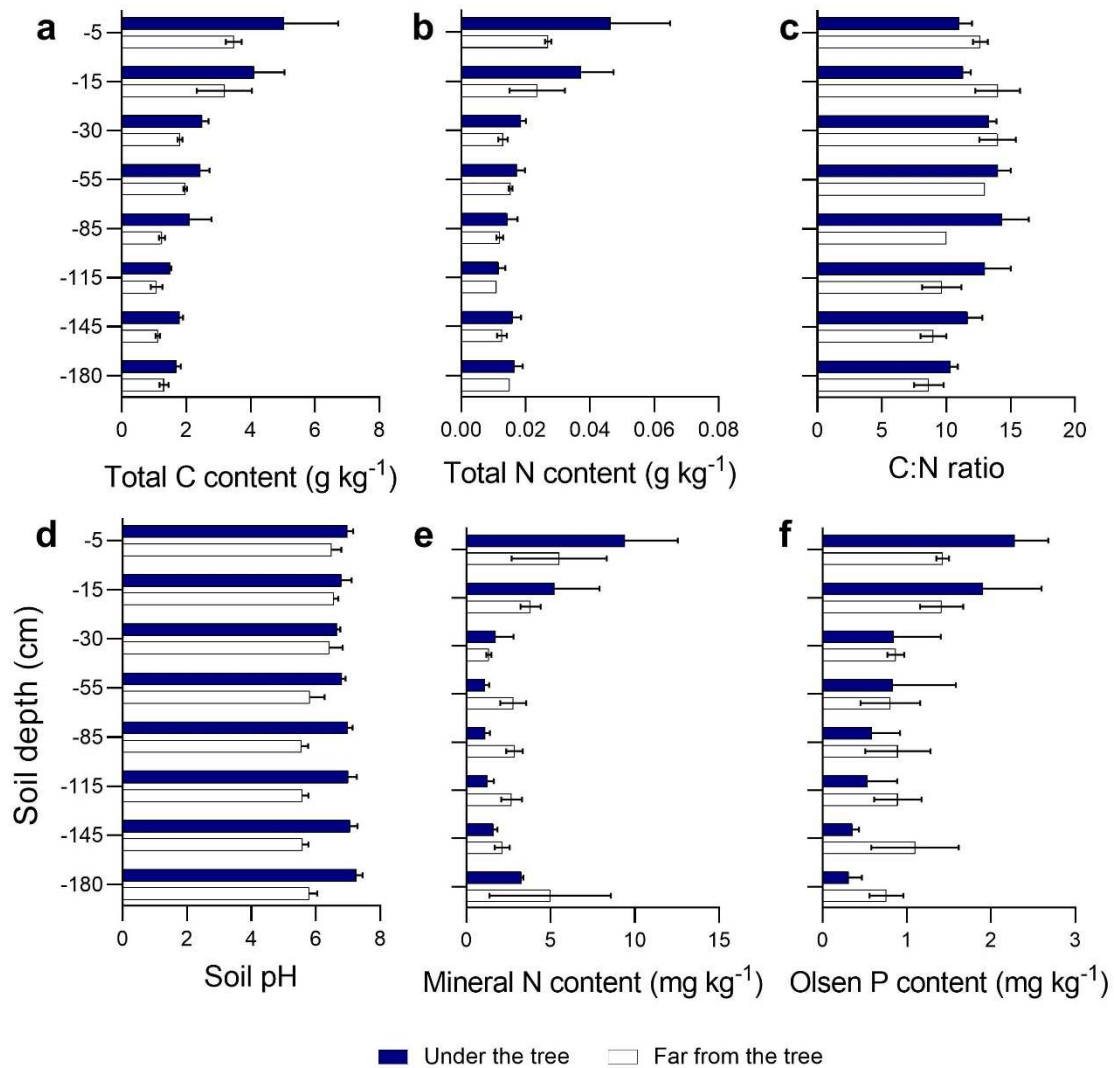 a
b
c
-5
-15
-30
-55
-85
-115
-145
-180
0 2 4 6 8
0.00 0.02 0.04 0.06 0.08
0 5 10 15 20
Total C content (g kg-1)
Total N content (g kg-1)
C:N ratio
d
e
f
Soil depth (cm)
-5
-15
-30
-55
-85
-115
-145
-180
0 2 4 6 8
0 5 10 15
0 1 2 3
Soil pH
Mineral N content (mg kg-1)
Olsen P content (mg kg-1)
Under the tree
Far from the tree